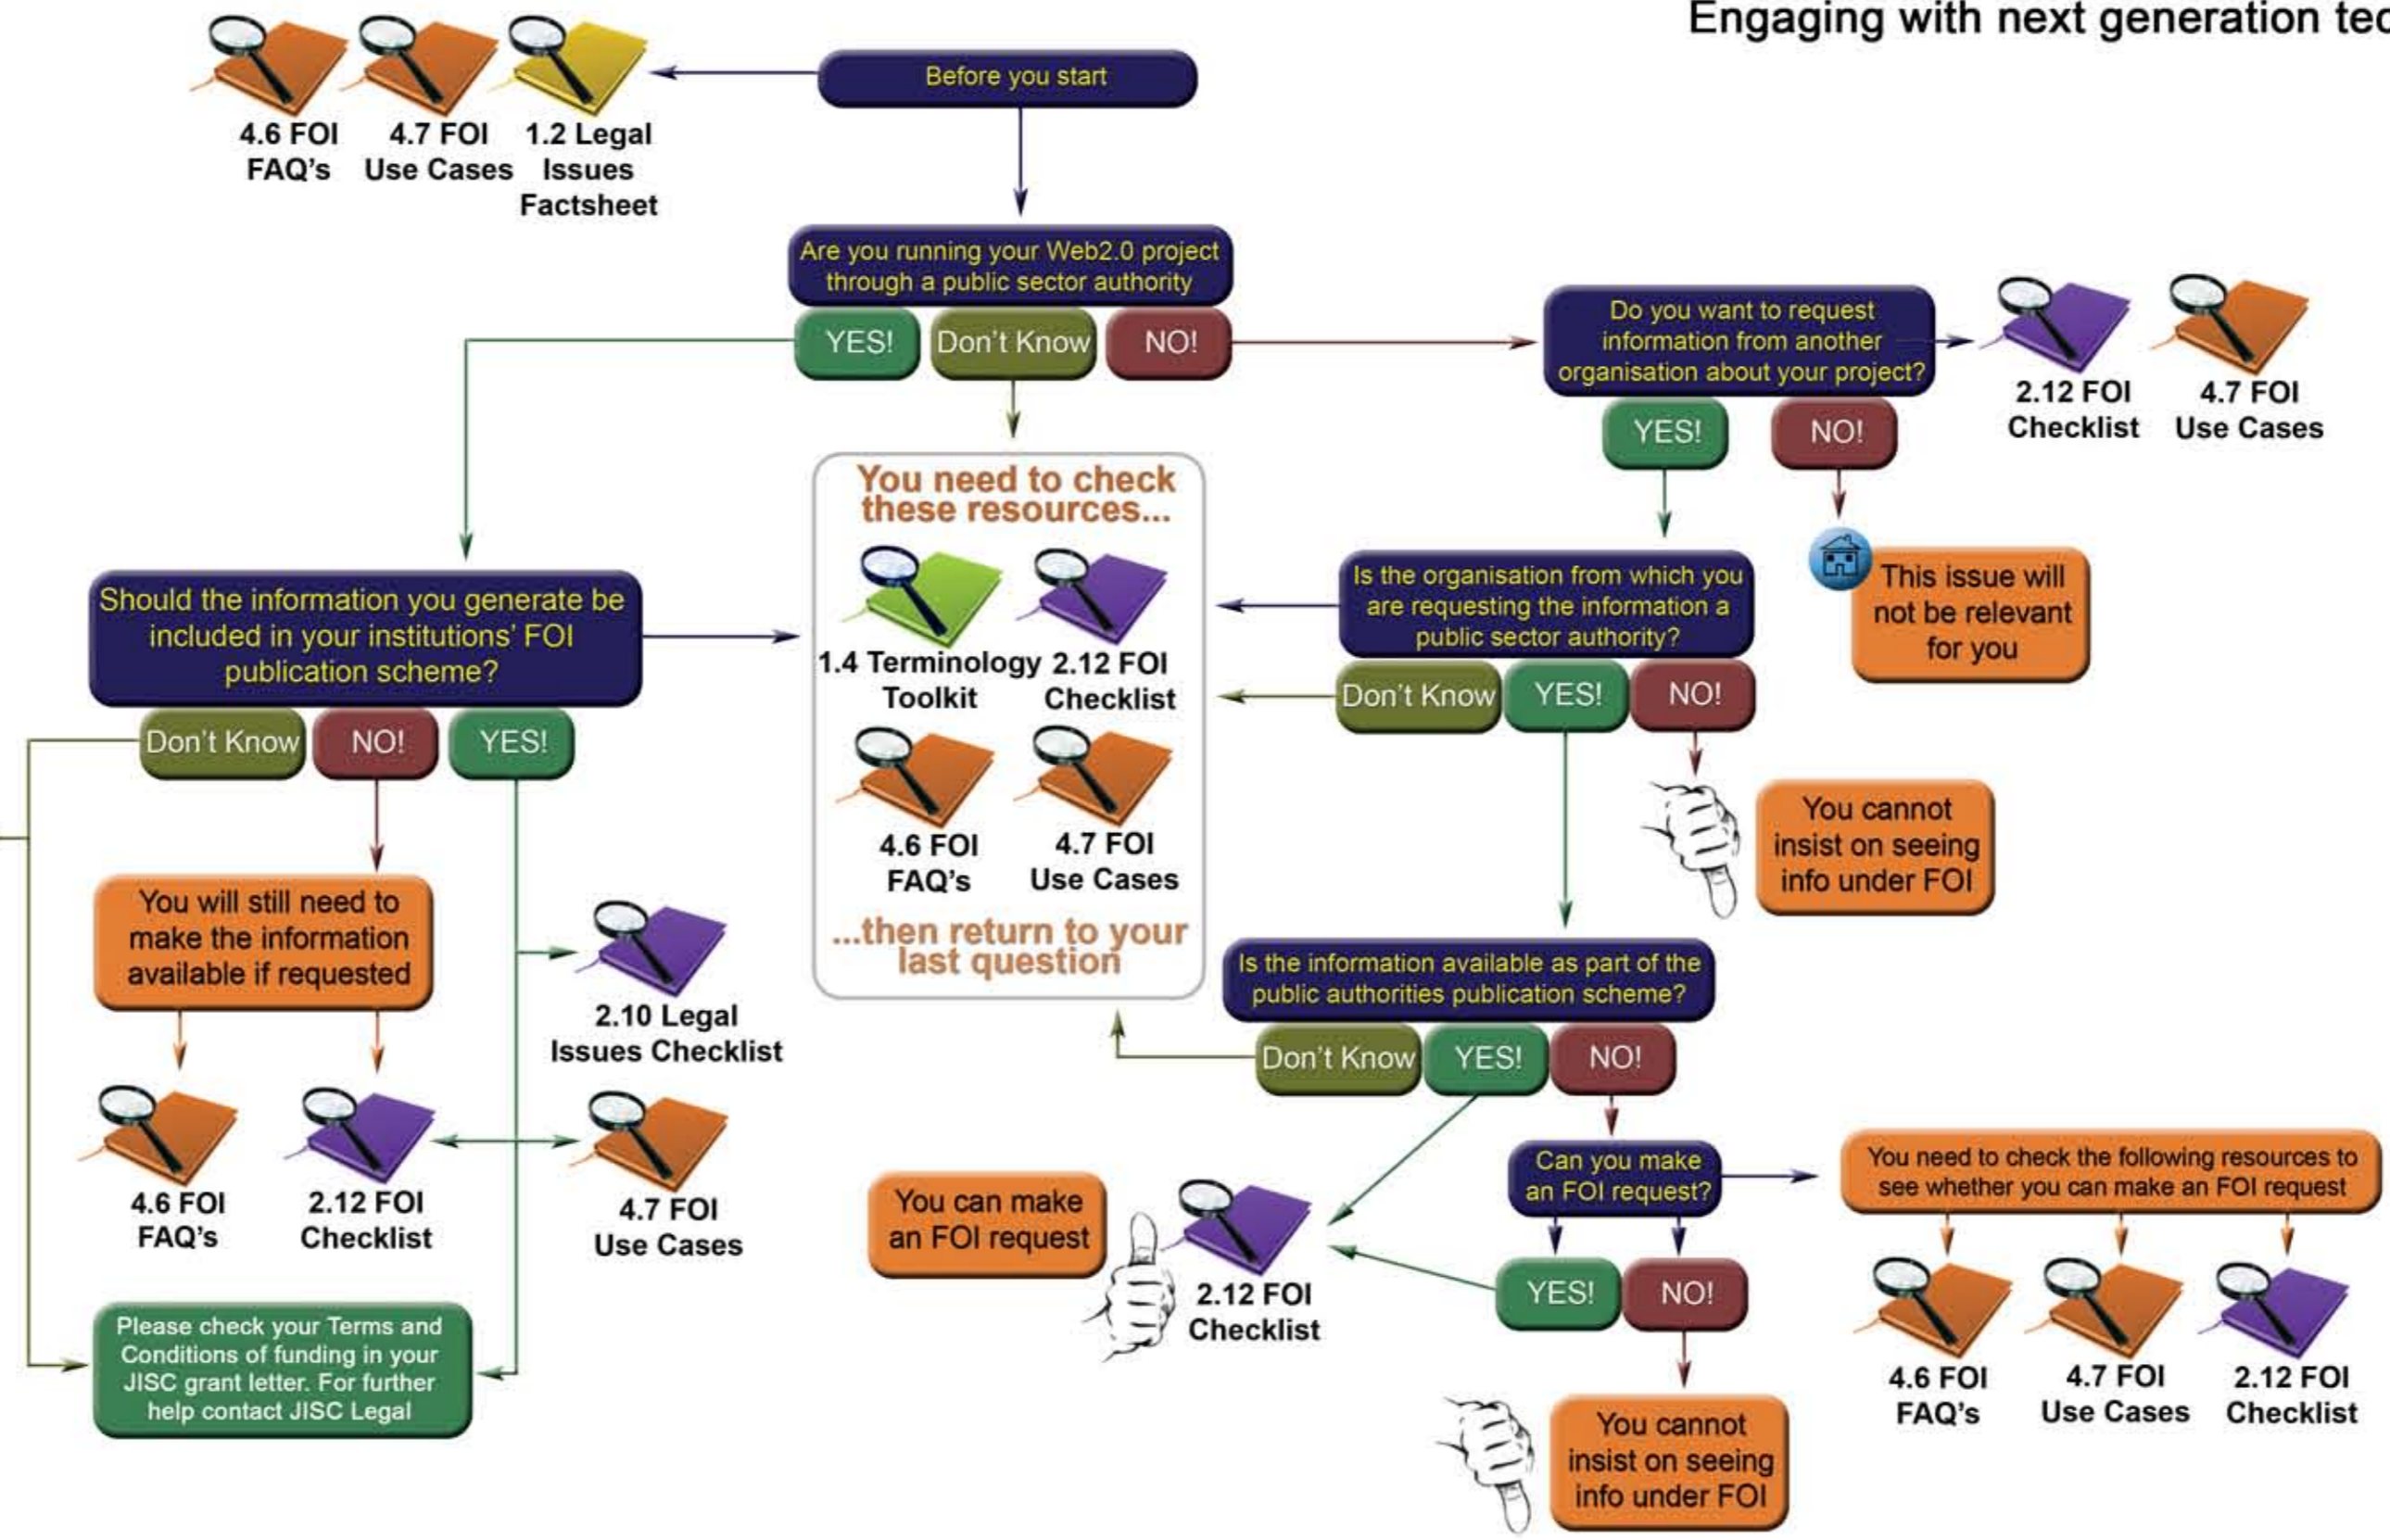 Engaging with next generation
Before you start
4.6 FOI
FAQ's
4.7 FOI
Use Cases
1.2 Legal
Issues
Factsheet
Are you running your Web2.0 project
through a public sector authority
YES!
Don't Know
NO!
Do you want to request
information from another
organisation about your project?
YES!
NO!
2.12 FOI
Checklist
4.7 FOI
Use Cases
This issue will
not be relevant
for you
You need to check
these resources...
1.4 Terminology
Toolkit
2.12 FOI
Checklist
4.6 FOI
FAQ's
4.7 FOI
Use Cases
...then return to your
last question
Should the information you generate be
included in your institutions' FOI
publication scheme?
Don't Know
NO!
YES!
Is the organisation from which you
are requesting the information a
public sector authority?
Don't Know
YES!
NO!
You cannot
insist on seeing
info under FOI
You will still need to
make the information
available if requested
2.10 Legal
Issues Checklist
4.6 FOI
FAQ's
2.12 FOI
Checklist
4.7 FOI
Use Cases
Please check your Terms and
Conditions of funding in your
JISC grant letter. For further
help contact JISC Legal
Is the information available as part of the
public authorities publication scheme?
Don't Know
YES!
NO!
You can make
an FOI request
2.12 FOI
Checklist
Can you make
an FOI request?
YES!
NO!
You need to check the following resources to
see whether you can make an FOI request
4.6 FOI
FAQ's
4.7 FOI
Use Cases
2.12 FOI
Checklist
You cannot
insist on seeing
info under FOI